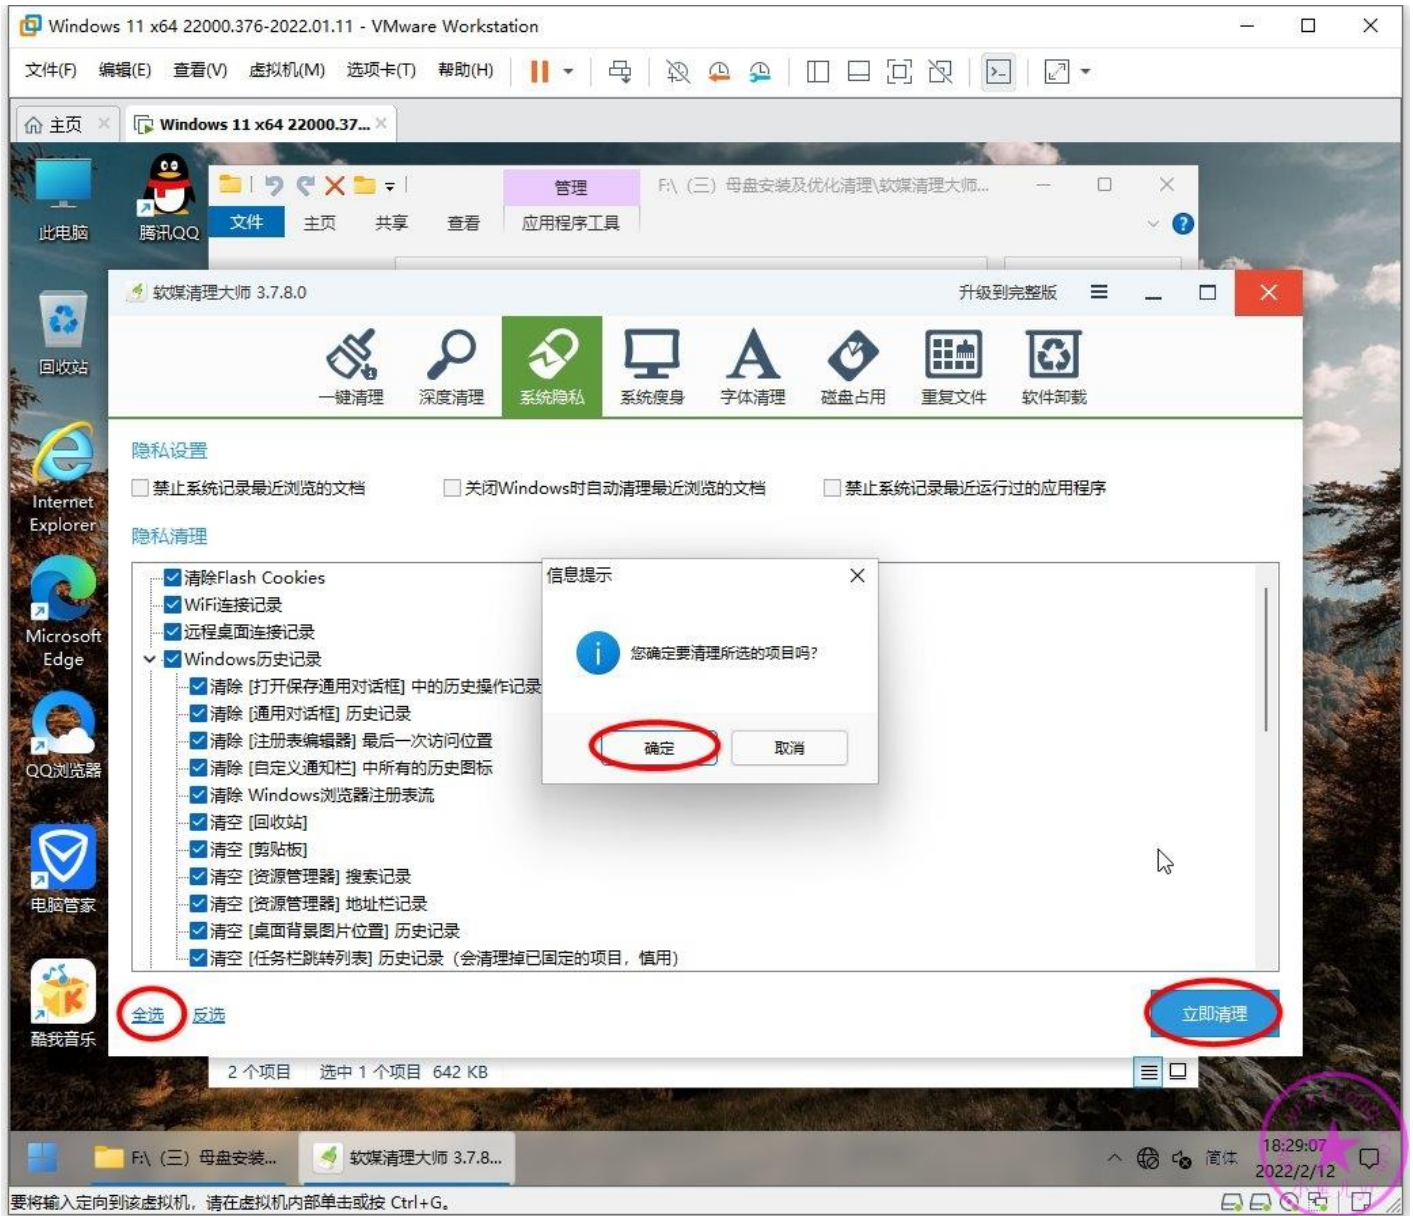 Windows 11 x64 22000.376-2022.01.11 - VMware Workstation
文件(F) 编辑(E) 查看(V) 虚拟机(M) 选项卡(T) 帮助(H)
主页 Windows 11 x64 22000.37...
管理 F:\ (三) 母盘安装及优化清理\软媒清理大师...
文件 主页 共享 查看 应用程序工具
此电脑 腾讯QQ
软媒清理大师 3.7.8.0 升级到完整版
回收站
一键清理 深度清理 系统隐私 系统瘦身 字体清理 磁盘占用 重复文件 软件卸载
隐私设置
禁止系统记录最近浏览的文档 关闭Windows时自动清理最近浏览的文档 禁止系统记录最近运行过的应用程序
Internet
Explorer
隐私清理
信息提示
清除Flash Cookies
WiFi连接记录
远程桌面连接记录
Microsoft
Edge
Windows历史记录
您确定要清理所选的项目吗?
清除 [打开保存通用对话框] 中的历史操作记录
清除 [通用对话框] 历史记录
清除 [注册表编辑器] 最后一次访问位置
确定 取消
清除 [自定义通知栏] 中所有的历史图标
QQ浏览器
清除 Windows浏览器注册表流
清空 [回收站]
清空 [剪贴板]
清空 [资源管理器] 搜索记录
清空 [资源管理器] 地址栏记录
电脑管家
清空 [桌面背景图片位置] 历史记录
清空 [任务栏跳转列表] 历史记录（会清理掉已固定的项目，慎用）
全选 反选 立即清理
酷我音乐
2 个项目 选中 1 个项目 642 KB
F:\ (三) 母盘安装... 软媒清理大师 3.7.8... 简体 18:29:07
2022/2/12
要将输入定向到该虚拟机，请在虚拟机内部单击或按 Ctrl+G。